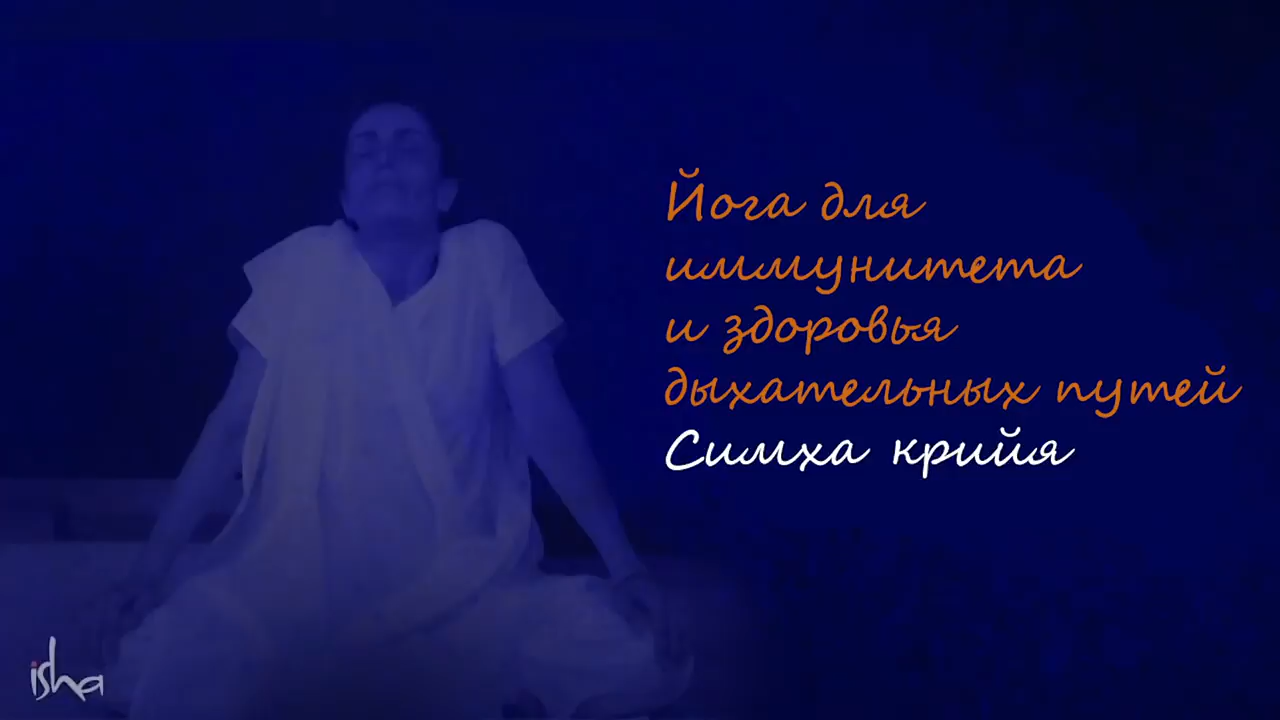 Йога для
иммунитета
и здоровья
дыхательных путей
Симха крийя
isha